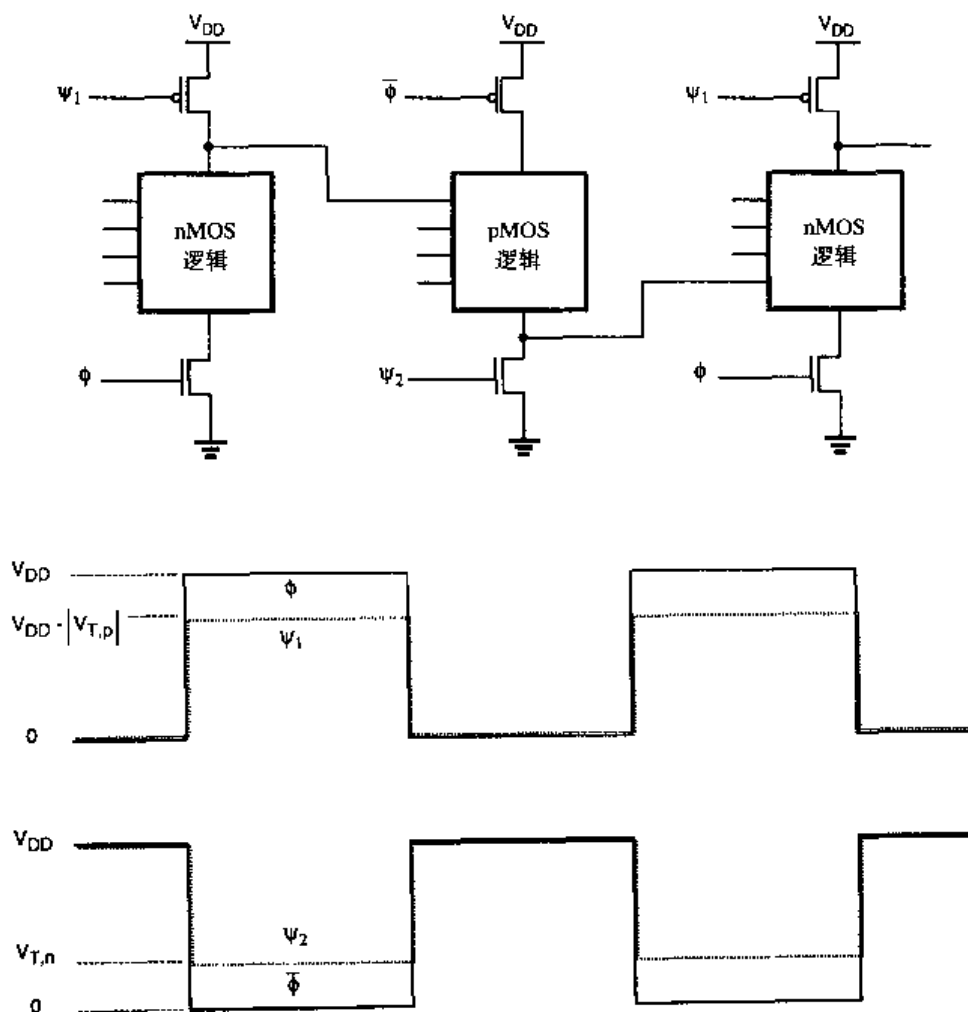 V_DD V_DD V_DD
ψ₁ φ̄ ψ₁
nMOS 逻辑
pMOS 逻辑
nMOS 逻辑
φ ψ₂ φ
V_DD
φ
V_DD - |V_T,p|
ψ₁
0
V_DD
ψ₂
V_T,n
φ̄
0